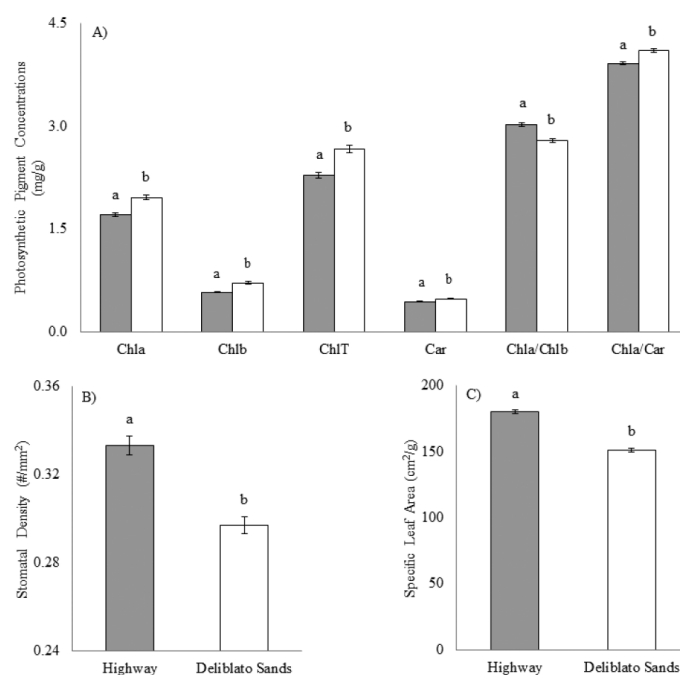 A)
Photosynthetic Pigment Concentrations
(mg/g)
4.5
3.0
1.5
0.0
a b a b a b a b a b a b
Chla Chlb ChlT Car Chla/Chlb Chla/Car
B)
Stomatal Density (#/mm²)
0.36
0.32
0.28
0.24
a
b
Highway Deliblato Sands
C)
Specific Leaf Area (cm²/g)
200
150
100
50
0
a
b
Highway Deliblato Sands